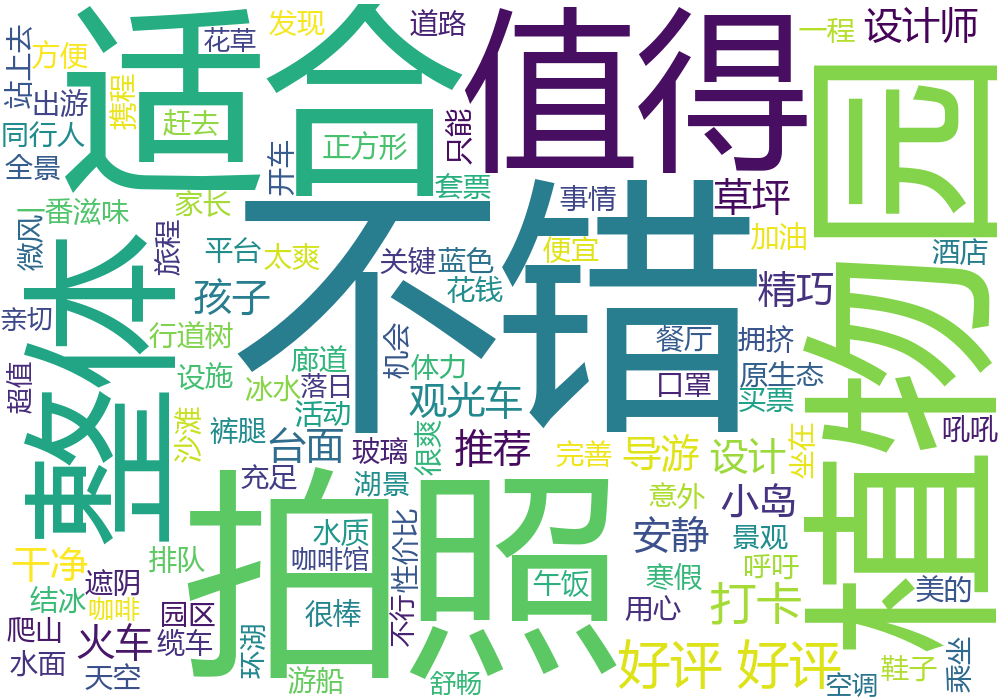 站上去
方便
花草
发现
道路
一程
设计师
适合
值得
出游
携程
赶去
同行人
全景
开车
正方形
只能
套票
植物园
一番滋味
家长
不错
事情
草坪
微风
旅程
平台
太爽
关键
蓝色
便宜
加油
酒店
亲切
整体
孩子
花钱
精巧
行道树
机会
餐厅
拥挤
超值
设施
廊道
体力
原生态
冰水
落日
观光车
口罩
买票
沙滩
裤腿
活动
台面
玻璃
很爽
推荐
完善
导游
设计
坐在
吼吼
充足
湖景
意外
小岛
拍照
水质
性价比
安静
景观
干净
排队
咖啡馆
遮阴
结冰
咖啡
园区
很棒
午饭
寒假
呼吁
美的
用心
打卡
爬山
火车
缆车
不行
环湖
水面
天空
游船
舒畅
好评
好评
空调
鞋子
乘坐